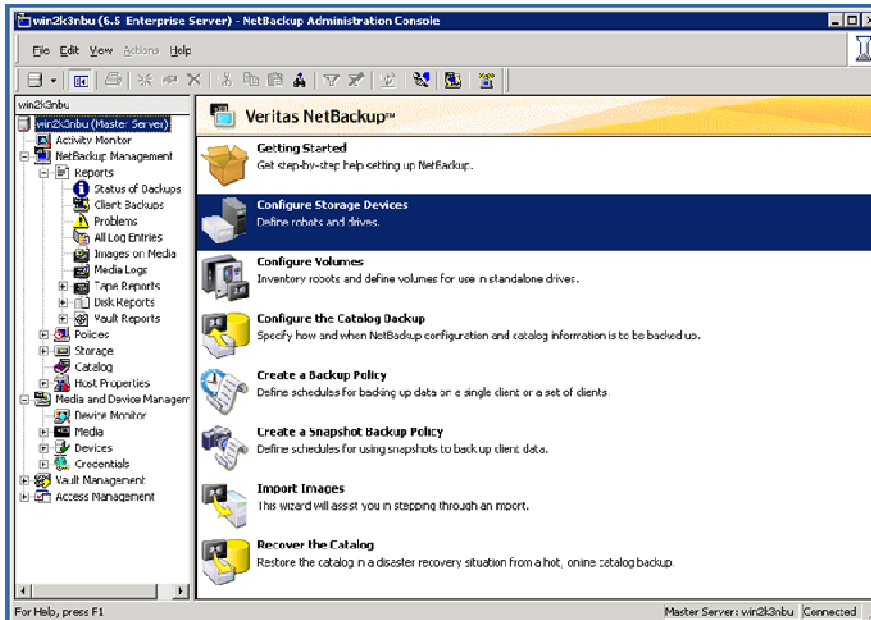 win2k3nbu (6.5 Enterprise Server) - NetBackup Administration Console
File Edit View Actions Help
win2k3nbu
win2k3nbu (Master Server)
Activity Monitor
NetBackup Management
Reports
Status of Backups
Client Backups
Problems
All Log Entries
Images on Media
Media Logs
Tape Reports
Disk Reports
Vault Reports
Policies
Storage
Catalog
Host Properties
Media and Device Managem
Device Monitor
Media
Devices
Credentials
Vault Management
Access Management
Veritas NetBackup™
Getting Started
Get step-by-step help setting up NetBackup.
Configure Storage Devices
Define robots and drives.
Configure Volumes
Inventory robots and define volumes for use in standalone drives.
Configure the Catalog Backup
Specify how and when NetBackup configuration and catalog information is to be backed up.
Create a Backup Policy
Define schedules for backing up data on a single client or a set of clients.
Create a Snapshot Backup Policy
Define schedules for using snapshots to back up client data.
Import Images
This wizard will assist you in stepping through an import.
Recover the Catalog
Restore the catalog in a disaster recovery situation from a hot, online catalog backup.
For Help, press F1
Master Server: win2k3nbu Connected